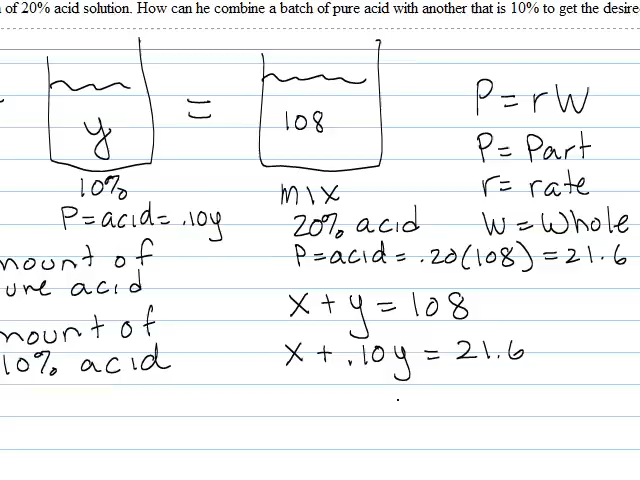 of 20% acid solution. How can he combine a batch of pure acid with another that is 10% to get the desire
y = 108
10%
P=acid=.10y
mount of
ure acid
mount of
10% acid
mix
20% acid
P=acid=.20(108)=21.6
x+y=108
x+.10y=21.6
P=rW
P=Part
r=rate
W=Whole